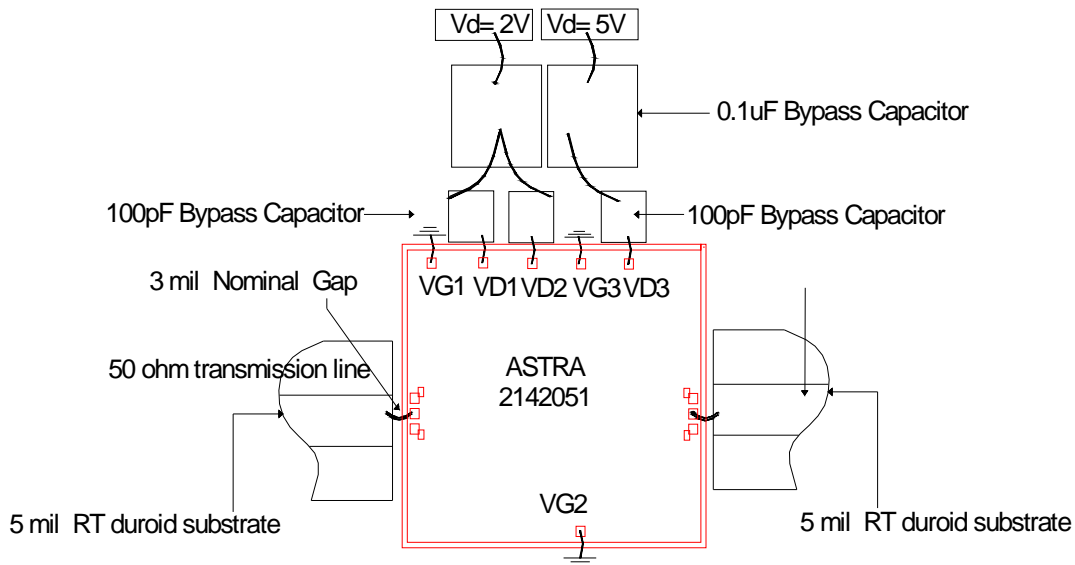 Vd= 2V
Vd= 5V
0.1uF Bypass Capacitor
100pF Bypass Capacitor
100pF Bypass Capacitor
VG1 VD1 VD2 VG3 VD3
3 mil Nominal Gap
50 ohm transmission line
ASTRA
2142051
VG2
5 mil RT duroid substrate
5 mil RT duroid substrate